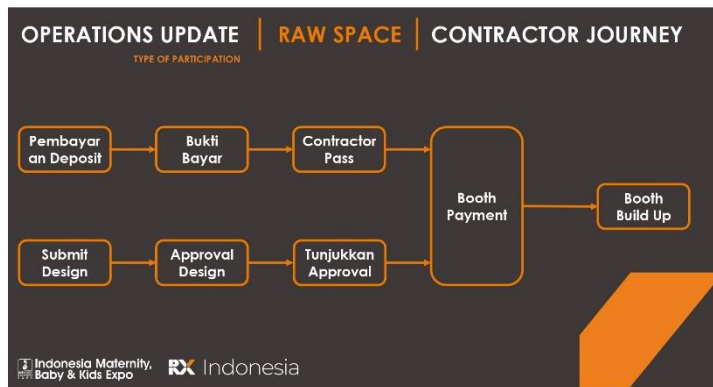 OPERATIONS UPDATE | RAW SPACE | CONTRACTOR JOURNEY
TYPE OF PARTICIPATION
Pembayar
an Deposit
Bukti
Bayar
Contractor
Pass
Booth
Payment
Booth
Build Up
Submit
Design
Approval
Design
Tunjukkan
Approval
Indonesia Maternity,
Baby & Kids Expo
RX Indonesia